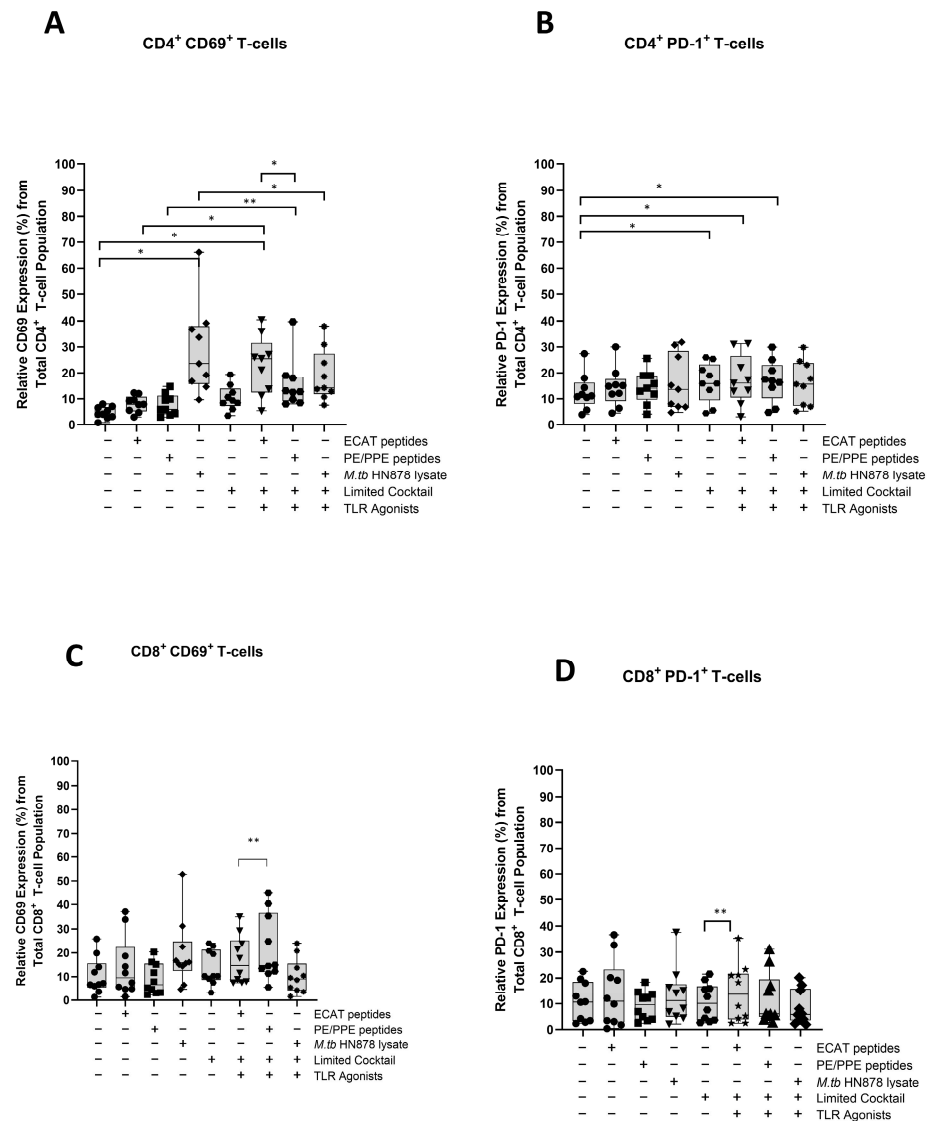 A
CD4+ CD69+ T-cells
Relative CD69 Expression (%) from
Total CD4+ T-cell Population
100
90
80
70
60
50
40
30
20
10
0
*
*
**
*
*
*
– + – – – + – – ECAT peptides
– – + – – – + – PE/PPE peptides
– – – + – – – + M.tb HN878 lysate
– – – – + + + + Limited Cocktail
– – – – – + + + TLR Agonists
B
CD4+ PD-1+ T-cells
Relative PD-1 Expression (%) from
Total CD4+ T-cell Population
100
90
80
70
60
50
40
30
20
10
0
*
*
*
– + – – – + – – ECAT peptides
– – + – – – + – PE/PPE peptides
– – – + – – – + M.tb HN878 lysate
– – – – + + + + Limited Cocktail
– – – – – + + + TLR Agonists
C
CD8+ CD69+ T-cells
Relative CD69 Expression (%) from
Total CD8+ T-cell Population
100
90
80
70
60
50
40
30
20
10
0
**
– + – – – + – – ECAT peptides
– – + – – – + – PE/PPE peptides
– – – + – – – + M.tb HN878 lysate
– – – – + + + + Limited Cocktail
– – – – – + + + TLR Agonists
D
CD8+ PD-1+ T-cells
Relative PD-1 Expression (%) from
Total CD8+ T-cell Population
100
90
80
70
60
50
40
30
20
10
0
**
– + – – – + – – ECAT peptides
– – + – – – + – PE/PPE peptides
– – – + – – – + M.tb HN878 lysate
– – – – + + + + Limited Cocktail
– – – – – + + + TLR Agonists